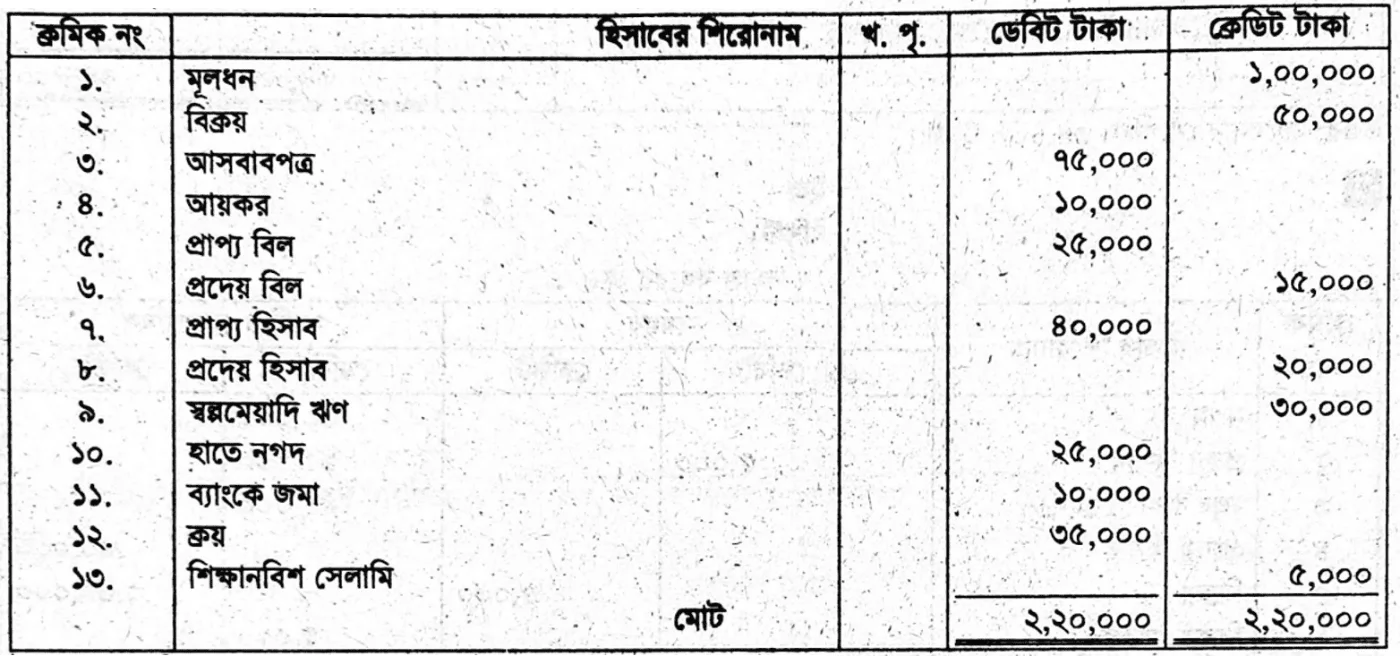 ক্রমিক নং হিসাবের শিরোনাম খ. পৃ. ডেবিট টাকা ক্রেডিট টাকা
১. মূলধন ১,০০,০০০
২. বিক্রয় ৫০,০০০
৩. আসবাবপত্র ৭৫,০০০
৪. আয়কর ১০,০০০
৫. প্রাপ্য বিল ২৫,০০০
৬. প্রদেয় বিল ১৫,০০০
৭. প্রাপ্য হিসাব ৪০,০০০
৮. প্রদেয় হিসাব ২০,০০০
৯. স্বল্পমেয়াদি ঋণ ৩০,০০০
১০. হাতে নগদ ২৫,০০০
১১. ব্যাংকে জমা ১০,০০০
১২. ক্রয় ৩৫,০০০
১৩. শিক্ষানবিশ সেলামি ৫,০০০
মোট ২,২০,০০০ ২,২০,০০০